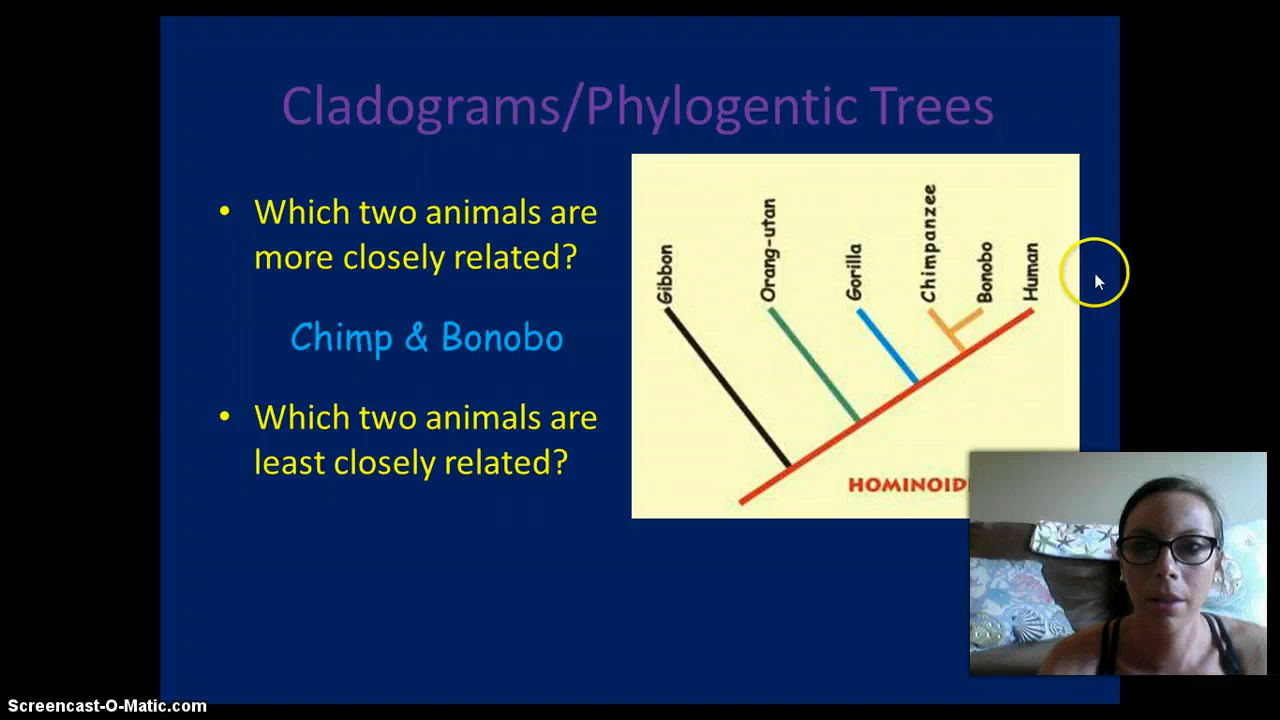 Cladograms/Phylogentic Trees
• Which two animals are
more closely related?
Chimp & Bonobo
• Which two animals are
least closely related?
Gibbon
Orang-utan
Gorilla
Chimpanzee
Bonobo
Human
HOMINOID
Screencast-O-Matic.com